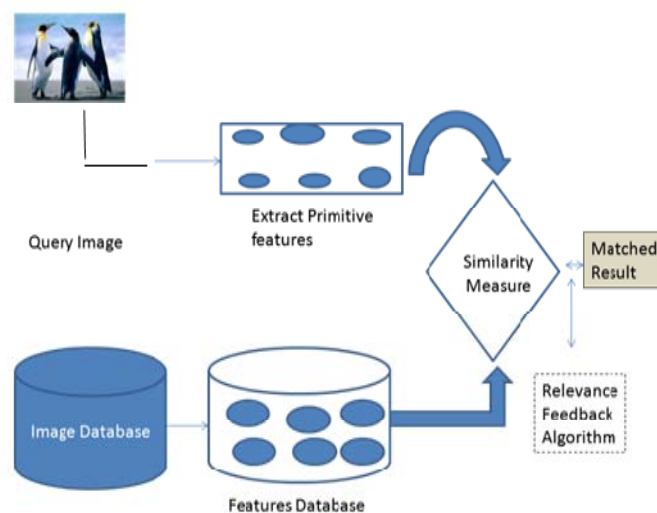 Query Image
Extract Primitive
features
Similarity
Measure
Matched
Result
Image Database
Features Database
Relevance
Feedback
Algorithm